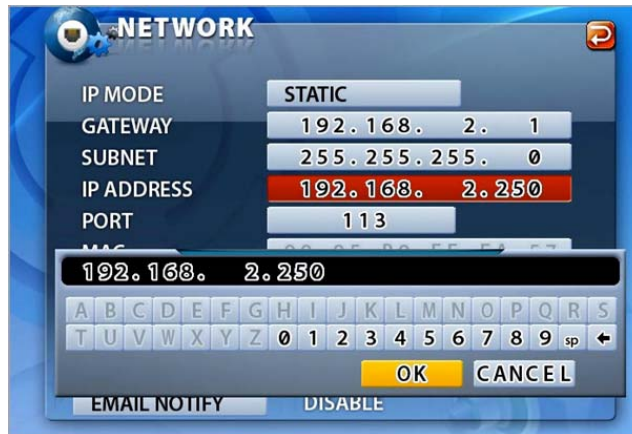 NETWORK
IP MODE STATIC
GATEWAY 192.168. 2. 1
SUBNET 255.255.255. 0
IP ADDRESS 192.168. 2.250
PORT 113
192.168. 2.250
A B C D E F G H I J K L M N O P Q R S
T U V W X Y Z 0 1 2 3 4 5 6 7 8 9 sp ←
OK CANCEL
EMAIL NOTIFY DISABLE